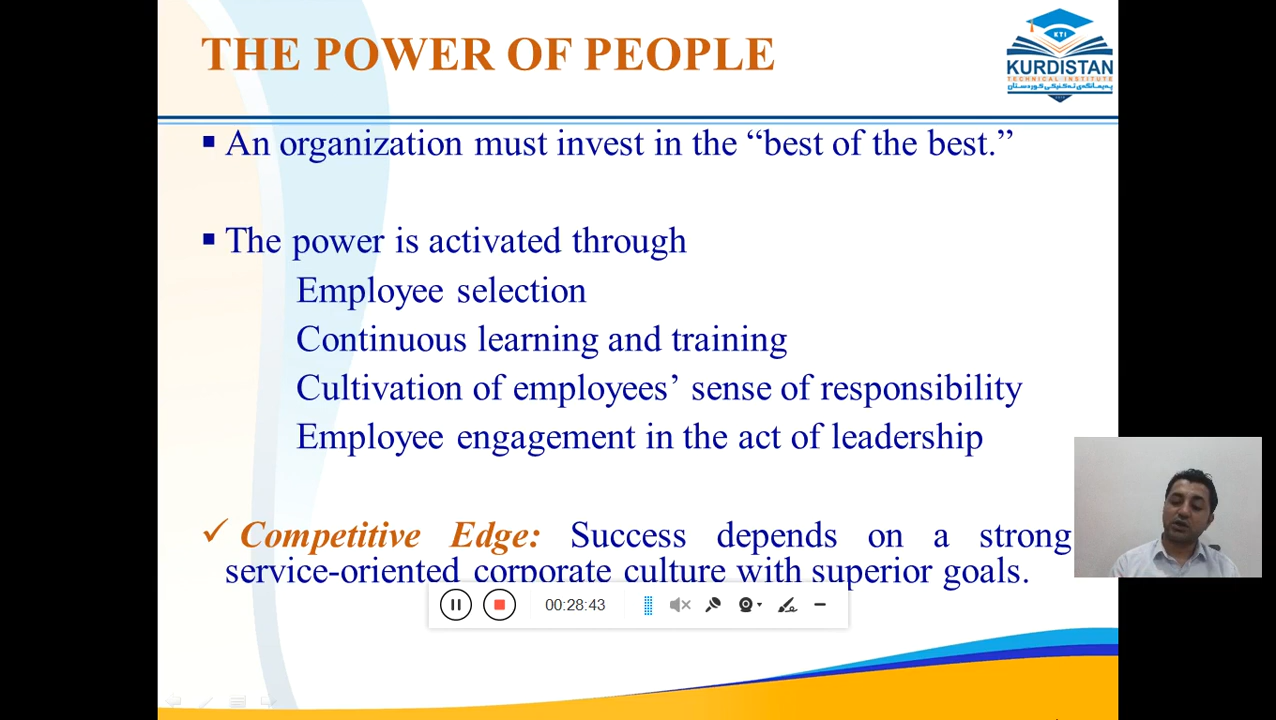 THE POWER OF PEOPLE
KTI
KURDISTAN
TECHNICAL INSTITUTE
پەیمانگەی تەکنیکی کوردستان
An organization must invest in the “best of the best.”
The power is activated through
Employee selection
Continuous learning and training
Cultivation of employees’ sense of responsibility
Employee engagement in the act of leadership
✓ Competitive Edge: Success depends on a strong
service-oriented corporate culture with superior goals.
00:28:43